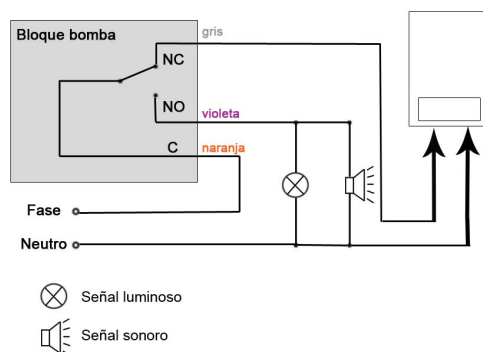 Bloque bomba
gris
NC
NO
violeta
C
naranja
Fase
Neutro
Señal luminoso
Señal sonoro